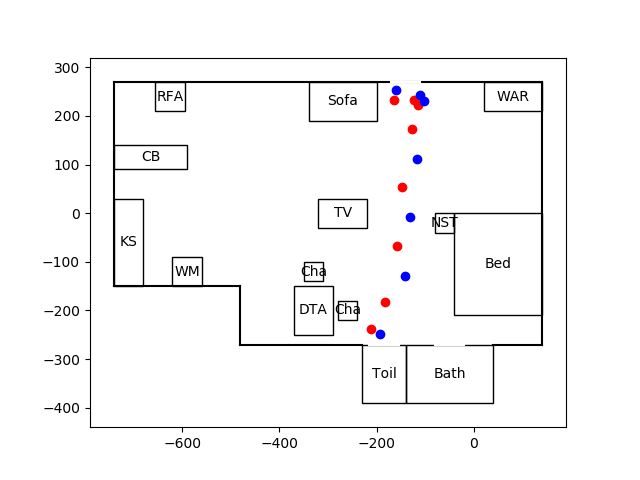 300
200
100
0
−100
−200
−300
−400
−600
−400
−200
0
RFA
Sofa
WAR
CB
TV
NST
KS
WM
Cha
Bed
DTA
Cha
Toil
Bath